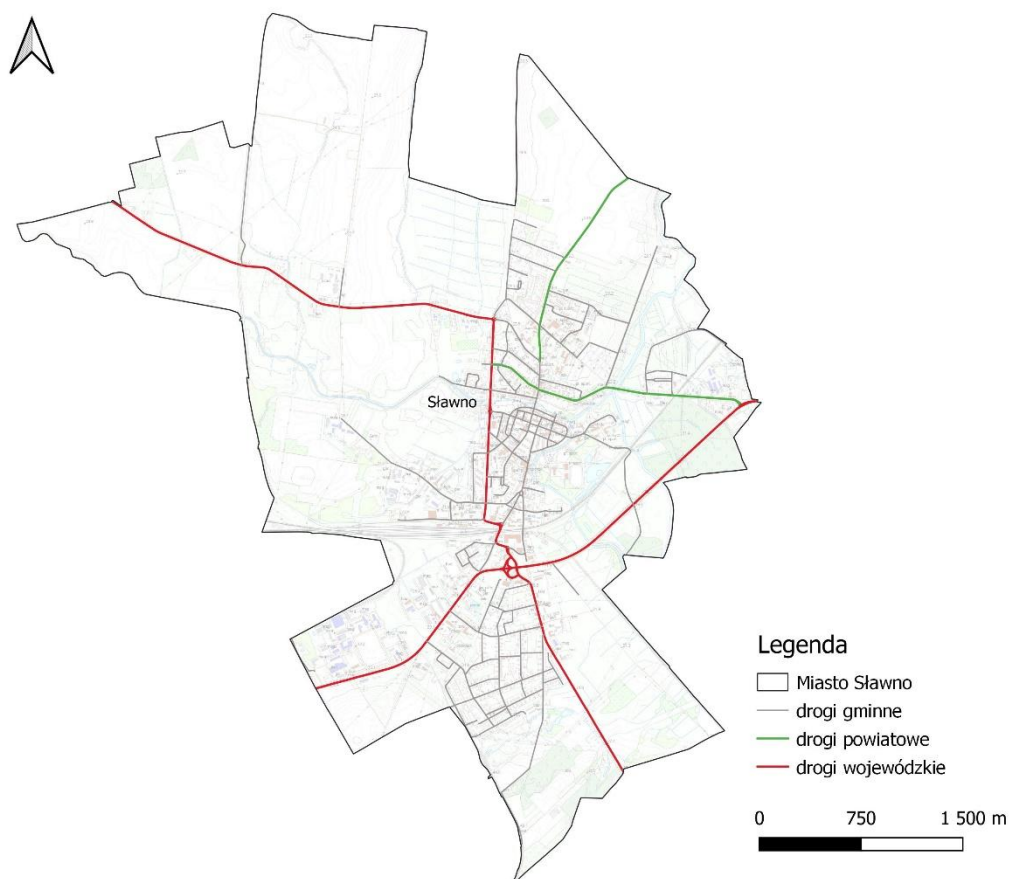 Sławno
Legenda
Miasto Sławno
drogi gminne
drogi powiatowe
drogi wojewódzkie
0 750 1 500 m